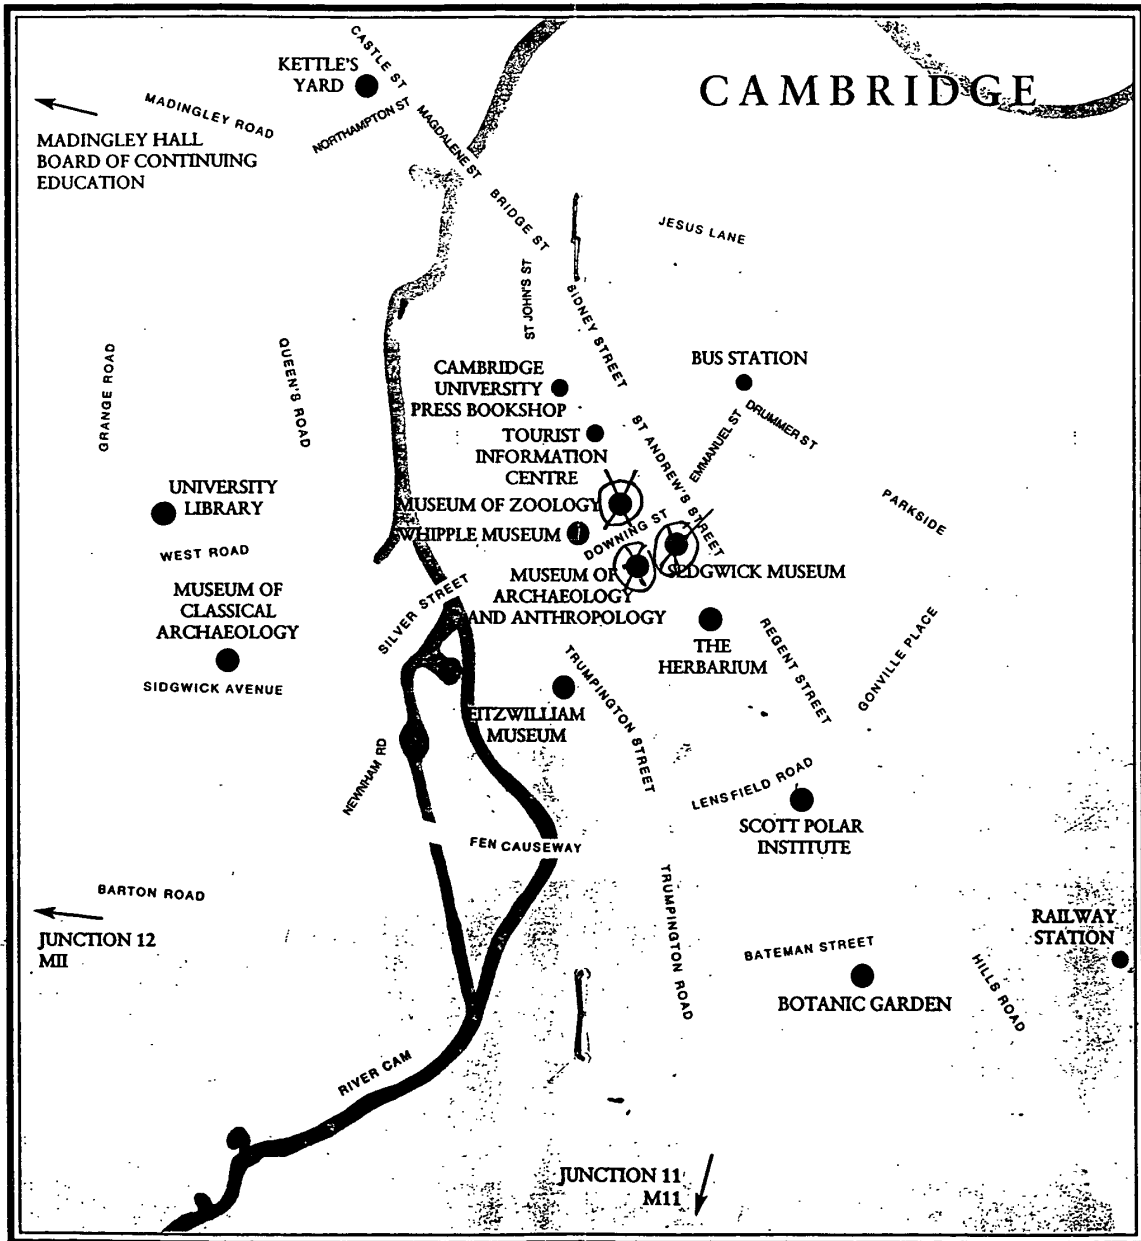 CAMBRIDGE
KETTLE'S
YARD
CASTLE ST
MADINGLEY ROAD
NORTHAMPTON ST
MAGDALENE ST
MADINGLEY HALL
BOARD OF CONTINUING
EDUCATION
BRIDGE ST
JESUS LANE
ST JOHN'S ST
SIDNEY STREET
GRANGE ROAD
QUEEN'S ROAD
CAMBRIDGE
UNIVERSITY
PRESS BOOKSHOP
BUS STATION
DRUMMER ST
EMMANUEL ST
ST ANDREW'S STREET
TOURIST
INFORMATION
CENTRE
UNIVERSITY
LIBRARY
MUSEUM OF ZOOLOGY
PARKSIDE
WHIPPLE MUSEUM
i
DOWNING ST
WEST ROAD
SEDGWICK MUSEUM
MUSEUM OF
ARCHAEOLOGY
AND ANTHROPOLOGY
MUSEUM OF
CLASSICAL
ARCHAEOLOGY
SILVER STREET
THE
HERBARIUM
REGENT STREET
GONVILLE PLACE
SIDGWICK AVENUE
TRUMPINGTON STREET
FITZWILLIAM
MUSEUM
NEWNHAM RD
LENSFIELD ROAD
SCOTT POLAR
INSTITUTE
FEN CAUSEWAY
BARTON ROAD
JUNCTION 12
M11
TRUMPINGTON ROAD
RAILWAY
STATION
BATEMAN STREET
BOTANIC GARDEN
HILLS ROAD
RIVER CAM
JUNCTION 11
M11